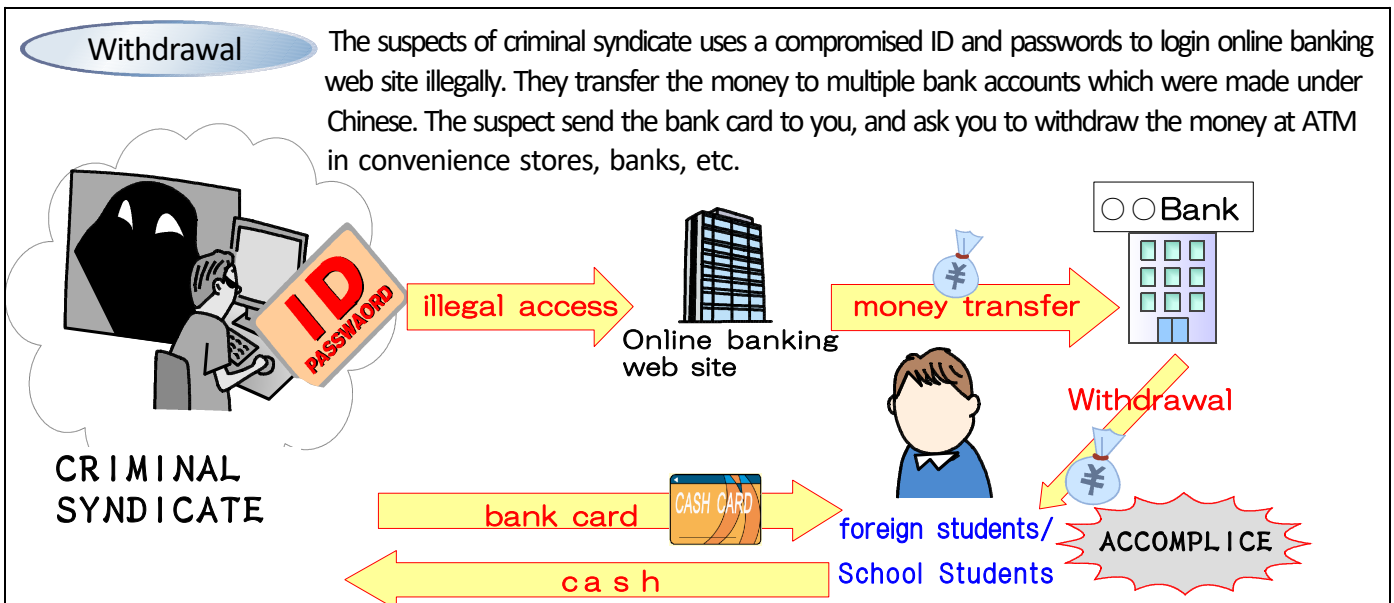 Withdrawal
The suspects of criminal syndicate uses a compromised ID and passwords to login online banking
web site illegally. They transfer the money to multiple bank accounts which were made under
Chinese. The suspect send the bank card to you, and ask you to withdraw the money at ATM
in convenience stores, banks, etc.
○○Bank
ID
PASSWAORD
illegal access
Online banking
web site
¥
money transfer
Withdrawal
¥
CRIMINAL
SYNDICATE
bank card
CASH CARD
foreign students/
School Students
ACCOMPLICE
cash